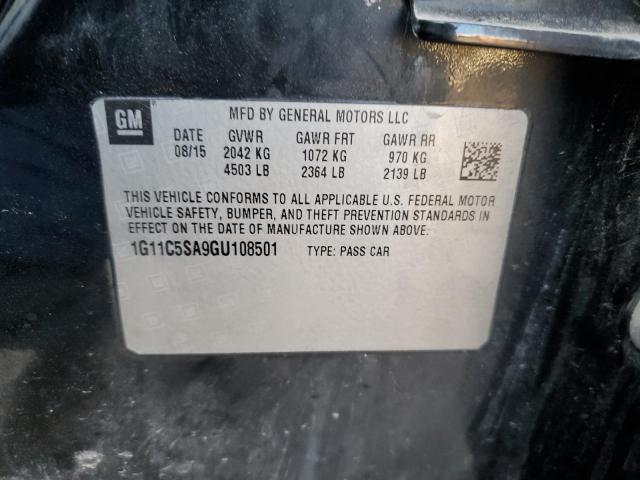 GM
MFD BY GENERAL MOTORS LLC
DATE GVWR GAWR FRT GAWR RR
08/15 2042 KG 1072 KG 970 KG
4503 LB 2364 LB 2139 LB
THIS VEHICLE CONFORMS TO ALL APPLICABLE U.S. FEDERAL MOTOR
VEHICLE SAFETY, BUMPER, AND THEFT PREVENTION STANDARDS IN
EFFECT ON THE DATE OF MANUFACTURE SHOWN ABOVE.
1G11C5SA9GU108501 TYPE: PASS CAR